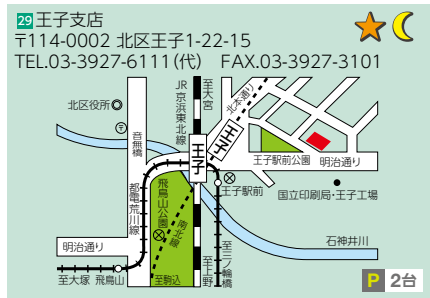 29 王子支店
〒114-0002 北区王子1-22-15
TEL.03-3927-6111(代) FAX.03-3927-3101
北区役所
〒
音無橋
JR京浜東北線
至大宮
北本通り
王子
王子
王子駅前公園
明治通り
都電荒川線
飛鳥山公園
南北線
王子駅前
国立印刷局・王子工場
明治通り
至大塚
飛鳥山
至駒込
至上野
至三ノ輪橋
石神井川
P 2台